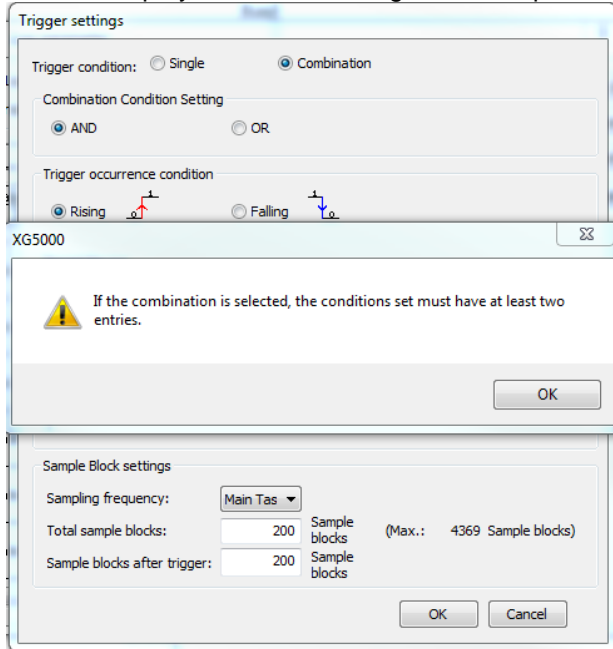 Trigger settings
Trigger condition: Single Combination
Combination Condition Setting
AND OR
Trigger occurrence condition
Rising Falling
XG5000
If the combination is selected, the conditions set must have at least two
entries.
OK
Sample Block settings
Sampling frequency: Main Tas
Total sample blocks: 200 Sample blocks (Max.: 4369 Sample blocks)
Sample blocks after trigger: 200 Sample blocks
OK Cancel